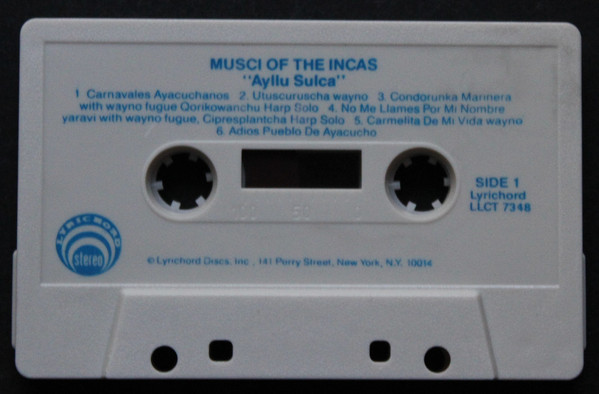 MUSCI OF THE INCAS
"Ayllu Sulca"
1 Carnavales Ayacuchanos 2. Utuscuruscha wayno 3. Condorunka Marinera
with wayno fugue Qorikowanchu Harp Solo 4. No Me Llames Por Mi Nombre
yaravi with wayno fugue, Cipresplantcha Harp Solo 5. Carmelita De Mi Vida wayno
6. Adios Pueblo De Ayacucho
SIDE 1
Lyrichord
LLCT 7348
LYRICHORD
stereo
© Lyrichord Discs, Inc., 141 Perry Street, New York, N.Y. 10014